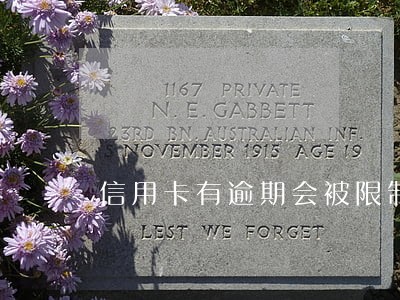 1167 PRIVATE
N. E. GABBETT
23RD BN. AUSTRALIAN INF.
5 NOVEMBER 1915 AGE 19
信用卡有逾期会被限制
LEST WE FORGET